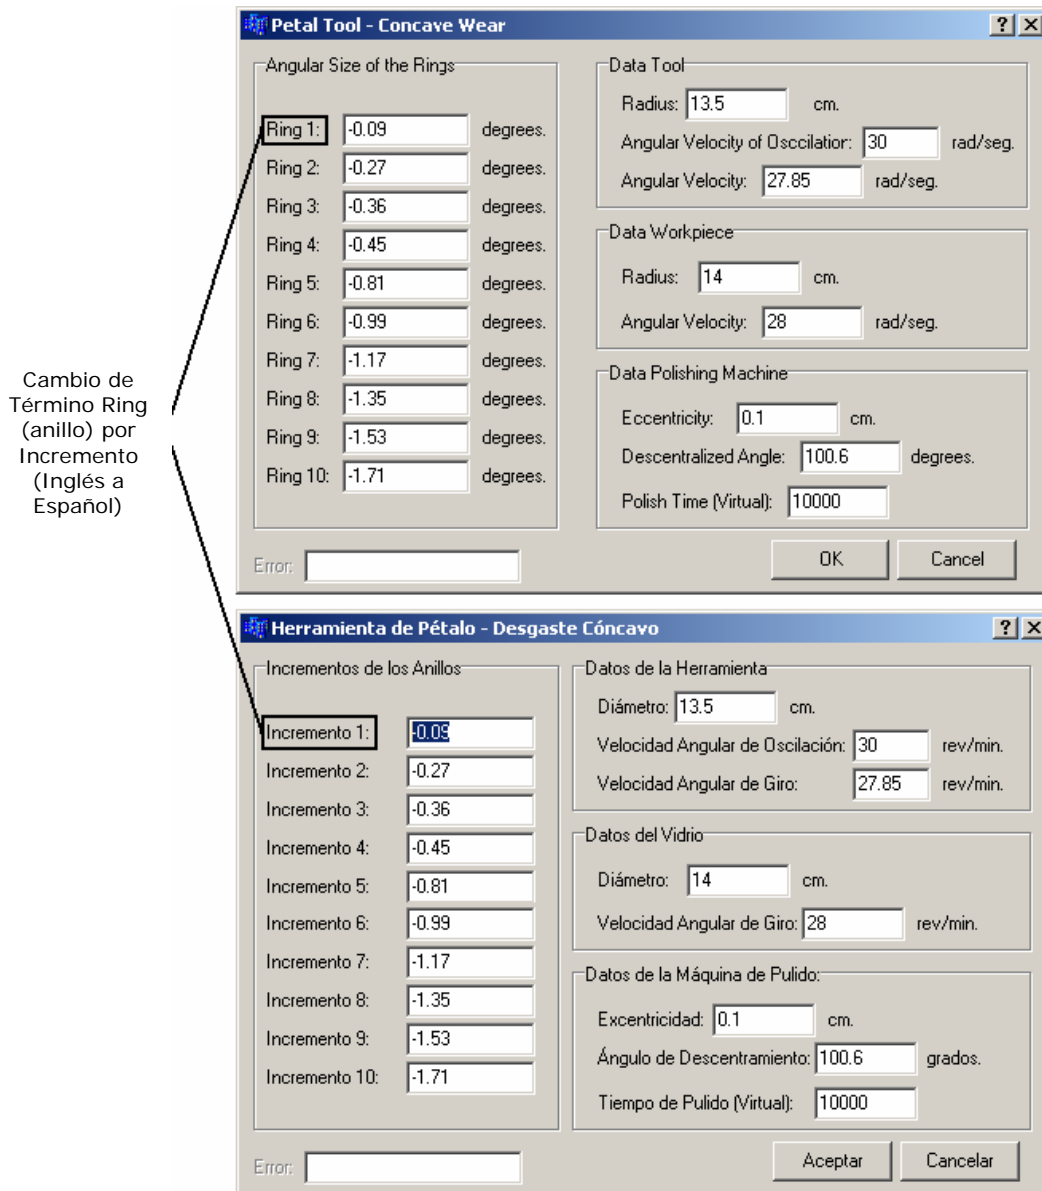 Petal Tool - Concave Wear
Angular Size of the Rings
Ring 1: -0.09 degrees.
Ring 2: -0.27 degrees.
Ring 3: -0.36 degrees.
Ring 4: -0.45 degrees.
Ring 5: -0.81 degrees.
Ring 6: -0.99 degrees.
Ring 7: -1.17 degrees.
Ring 8: -1.35 degrees.
Ring 9: -1.53 degrees.
Ring 10: -1.71 degrees.
Error:
Data Tool
Radius: 13.5 cm.
Angular Velocity of Osccilatior: 30 rad/seg.
Angular Velocity: 27.85 rad/seg.
Data Workpiece
Radius: 14 cm.
Angular Velocity: 28 rad/seg.
Data Polishing Machine
Eccentricity: 0.1 cm.
Descentralized Angle: 100.6 degrees.
Polish Time (Virtual): 10000
OK Cancel
Cambio de
Término Ring
(anillo) por
Incremento
(Inglés a
Español)
Herramienta de Pétalo - Desgaste Cóncavo
Incrementos de los Anillos
Incremento 1: -0.09
Incremento 2: -0.27
Incremento 3: -0.36
Incremento 4: -0.45
Incremento 5: -0.81
Incremento 6: -0.99
Incremento 7: -1.17
Incremento 8: -1.35
Incremento 9: -1.53
Incremento 10: -1.71
Error:
Datos de la Herramienta
Diámetro: 13.5 cm.
Velocidad Angular de Oscilación: 30 rev/min.
Velocidad Angular de Giro: 27.85 rev/min.
Datos del Vidrio
Diámetro: 14 cm.
Velocidad Angular de Giro: 28 rev/min.
Datos de la Máquina de Pulido:
Excentricidad: 0.1 cm.
Ángulo de Descentramiento: 100.6 grados.
Tiempo de Pulido (Virtual): 10000
Aceptar Cancelar